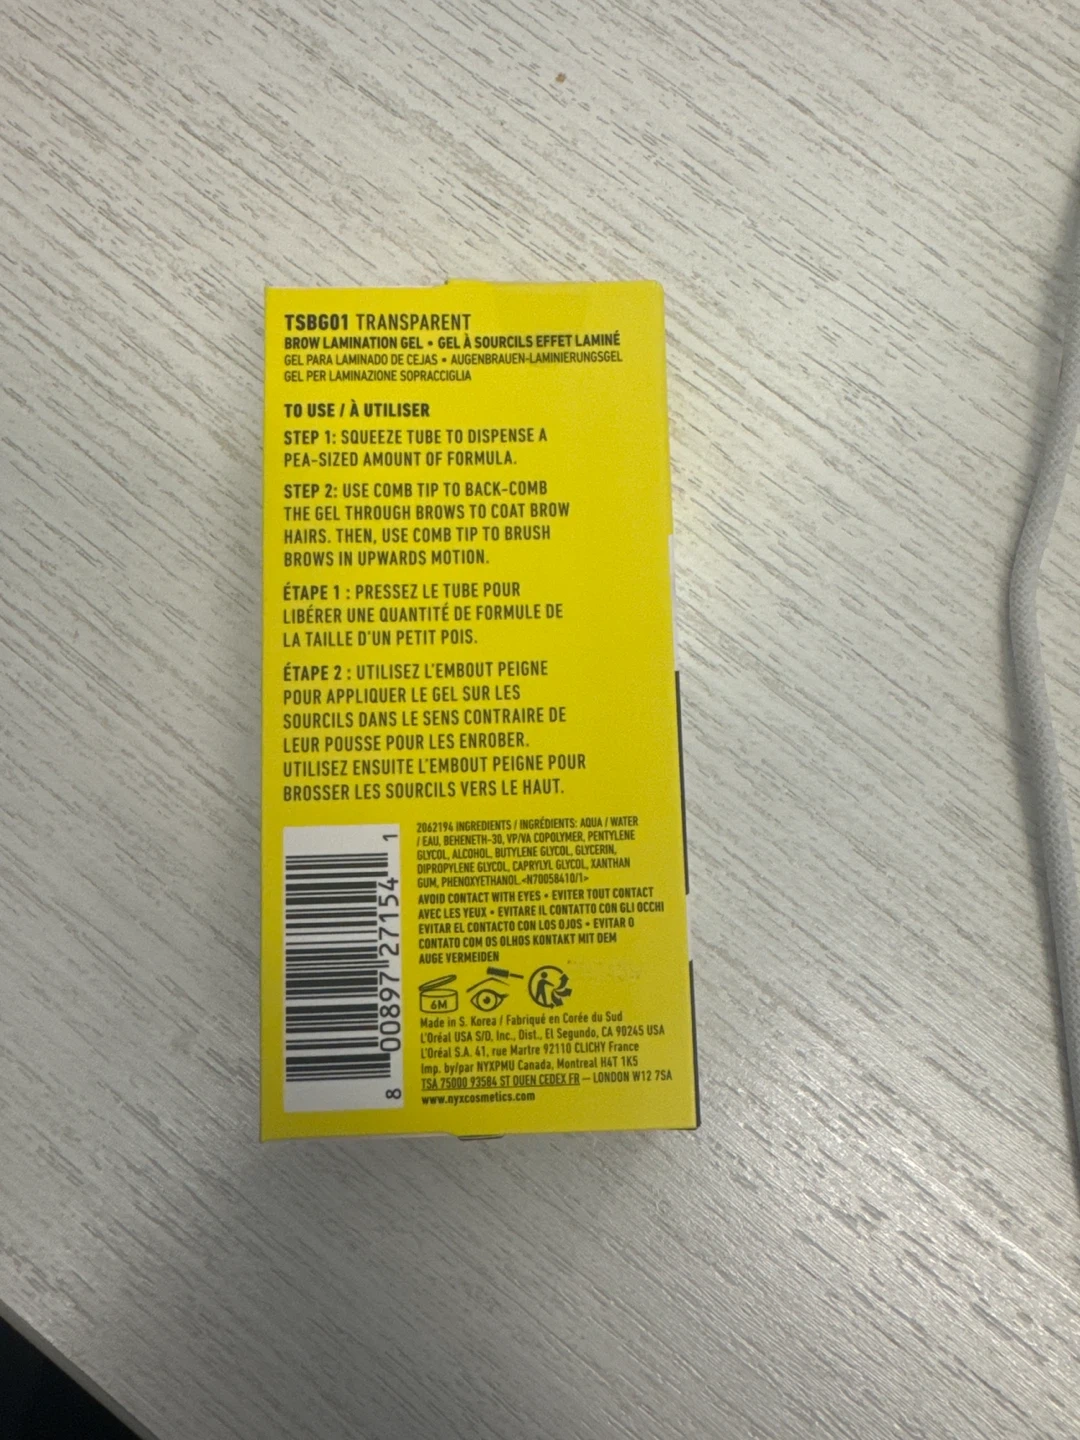 TSBG01 TRANSPARENT
BROW LAMINATION GEL • GEL À SOURCILS EFFET LAMINÉ
GEL PARA LAMINADO DE CEJAS • AUGENBRAUEN-LAMINIERUNGSGEL
GEL PER LAMINAZIONE SOPRACCIGLIA
TO USE / À UTILISER
STEP 1: SQUEEZE TUBE TO DISPENSE A
PEA-SIZED AMOUNT OF FORMULA.
STEP 2: USE COMB TIP TO BACK-COMB
THE GEL THROUGH BROWS TO COAT BROW
HAIRS. THEN, USE COMB TIP TO BRUSH
BROWS IN UPWARDS MOTION.
ÉTAPE 1 : PRESSEZ LE TUBE POUR
LIBÉRER UNE QUANTITÉ DE FORMULE DE
LA TAILLE D'UN PETIT POIS.
ÉTAPE 2 : UTILISEZ L'EMBOUT PEIGNE
POUR APPLIQUER LE GEL SUR LES
SOURCILS DANS LE SENS CONTRAIRE DE
LEUR POUSSE POUR LES ENROBER.
UTILISEZ ENSUITE L'EMBOUT PEIGNE POUR
BROSSER LES SOURCILS VERS LE HAUT.
8 00897 27154 1
2062194 INGREDIENTS / INGRÉDIENTS: AQUA / WATER
/ EAU, BEHENETH-30, VP/VA COPOLYMER, PENTYLENE
GLYCOL, ALCOHOL, BUTYLENE GLYCOL, GLYCERIN,
DIPROPYLENE GLYCOL, CAPRYLYL GLYCOL, XANTHAN
GUM, PHENOXYETHANOL <N70058410/1>
AVOID CONTACT WITH EYES • EVITER TOUT CONTACT
AVEC LES YEUX • EVITARE IL CONTATTO CON GLI OCCHI
EVITAR EL CONTACTO CON LOS OJOS • EVITAR O
CONTATO COM OS OLHOS KONTAKT MIT DEM
AUGE VERMEIDEN
6M
Made in S. Korea / Fabriqué en Corée du Sud
L'Oréal USA S/D, Inc., Dist., El Segundo, CA 90245 USA
L'Oréal S.A. 41, rue Martre 92110 CLICHY France
Imp. by/par NYXPMU Canada, Montreal H4T 1K5
TSA 75000 93584 ST OUEN CEDEX FR — LONDON W12 7SA
www.nyxcosmetics.com